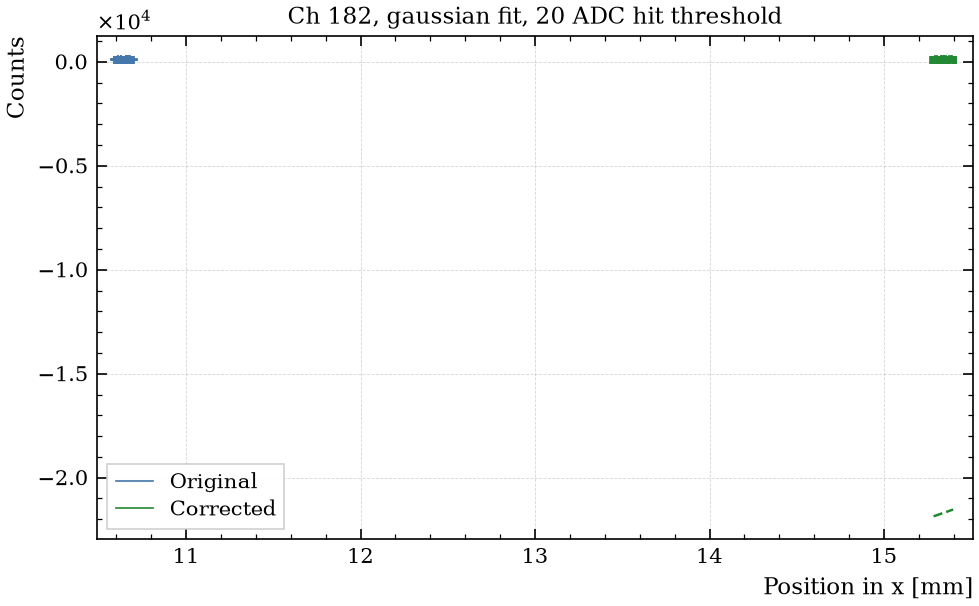 Ch 182, gaussian fit, 20 ADC hit threshold
×10⁴
Counts
0.0
−0.5
−1.0
−1.5
−2.0
Original
Corrected
11 12 13 14 15
Position in x [mm]